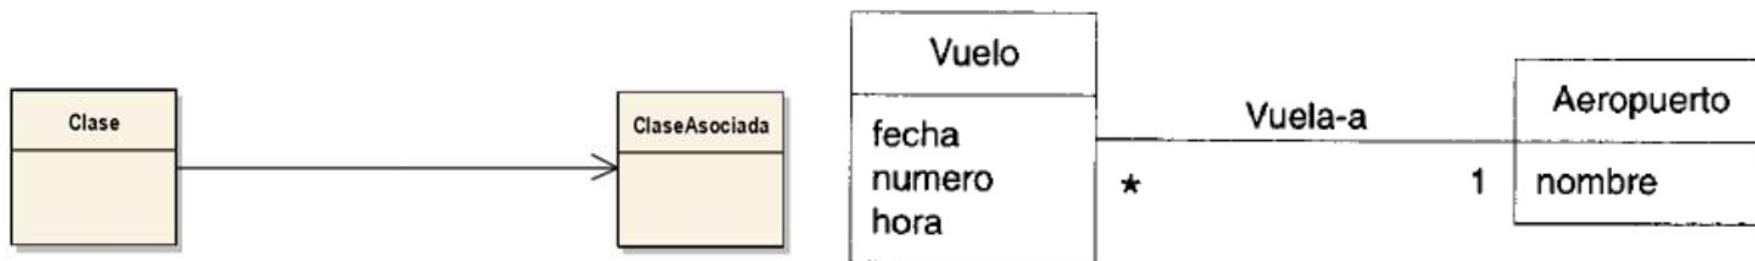 Clase
ClaseAsociada
Vuelo
fecha
numero
hora
Vuela-a
*
1
Aeropuerto
nombre